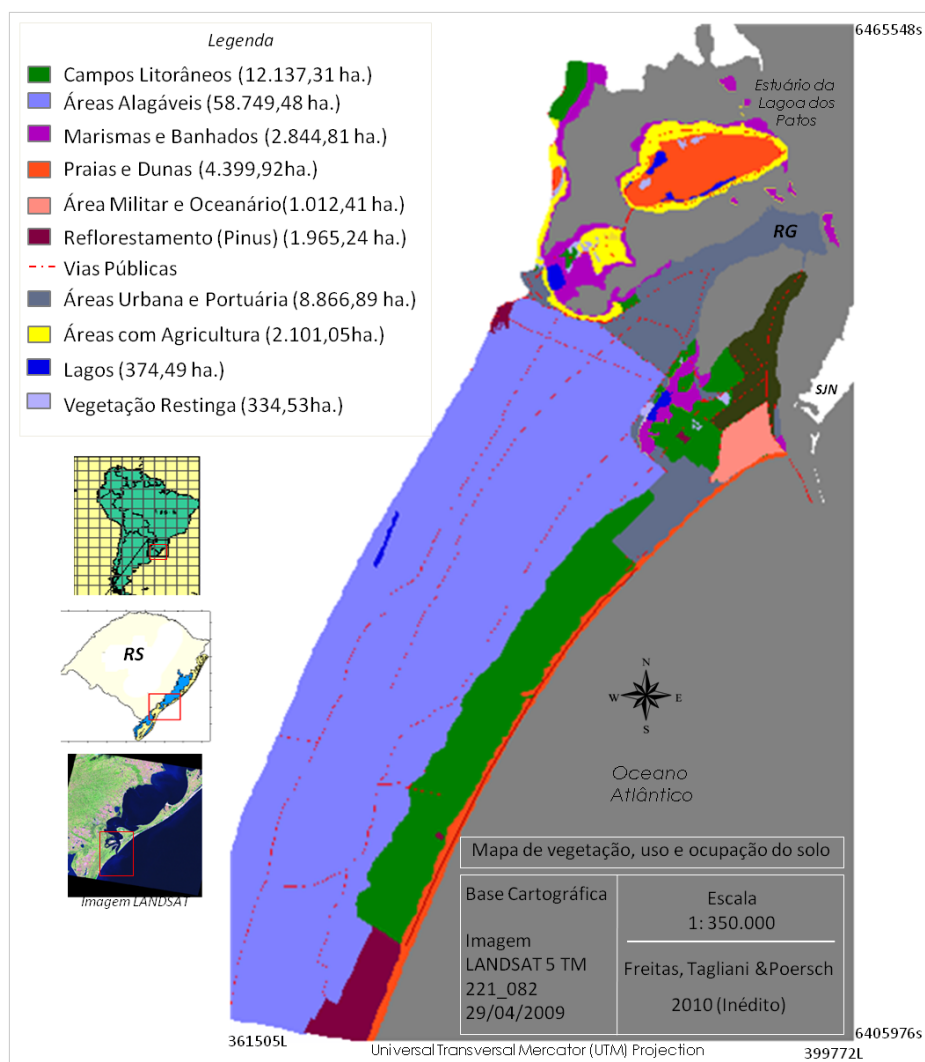 6465548s
Legenda
Campos Litorâneos (12.137,31 ha.)
Áreas Alagáveis (58.749,48 ha.)
Marismas e Banhados (2.844,81 ha.)
Praias e Dunas (4.399,92ha.)
Área Militar e Oceanário(1.012,41 ha.)
Reflorestamento (Pinus) (1.965,24 ha.)
Vias Públicas
Áreas Urbana e Portuária (8.866,89 ha.)
Áreas com Agricultura (2.101,05ha.)
Lagos (374,49 ha.)
Vegetação Restinga (334,53ha.)
Estuário da
Lagoa dos
Patos
RG
SJN
RS
N
W E
S
Oceano
Atlântico
Imagem LANDSAT
Mapa de vegetação, uso e ocupação do solo
Base Cartográfica
Imagem
LANDSAT 5 TM
221_082
29/04/2009
Escala
1: 350.000
Freitas, Tagliani &Poersch
2010 (Inédito)
361505L
Universal Transversal Mercator (UTM) Projection
6405976s
399772L